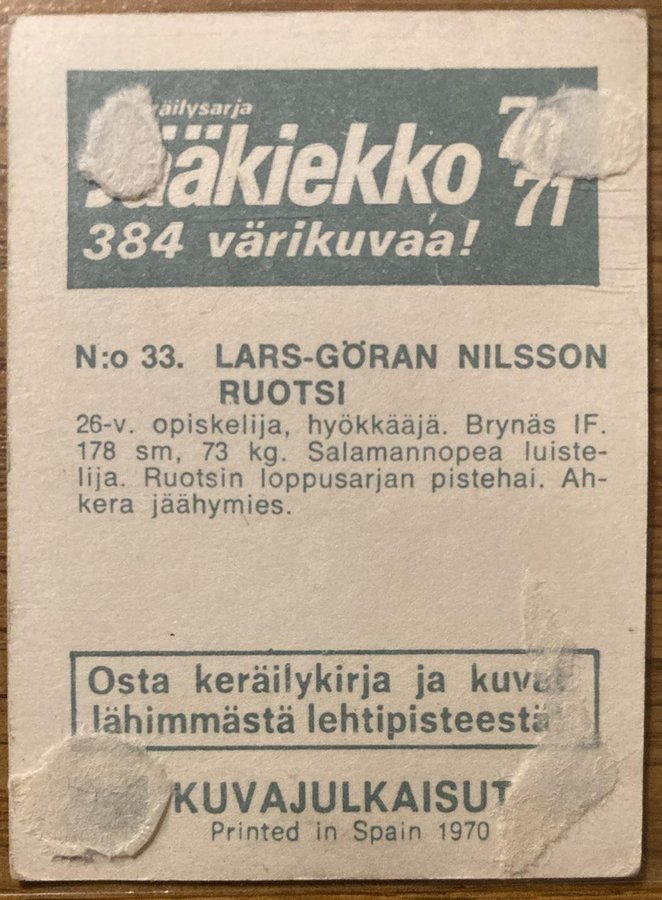 äilysarja
ääkiekko 70
71
384 värikuvaa!
N:o 33. LARS-GÖRAN NILSSON
RUOTSI
26-v. opiskelija, hyökkääjä. Brynäs IF.
178 sm, 73 kg. Salamannopea luiste-
lija. Ruotsin loppusarjan pistehai. Ah-
kera jäähymies.
Osta keräilykirja ja kuvat
lähimmästä lehtipisteestä
KUVAJULKAISUT
Printed in Spain 1970